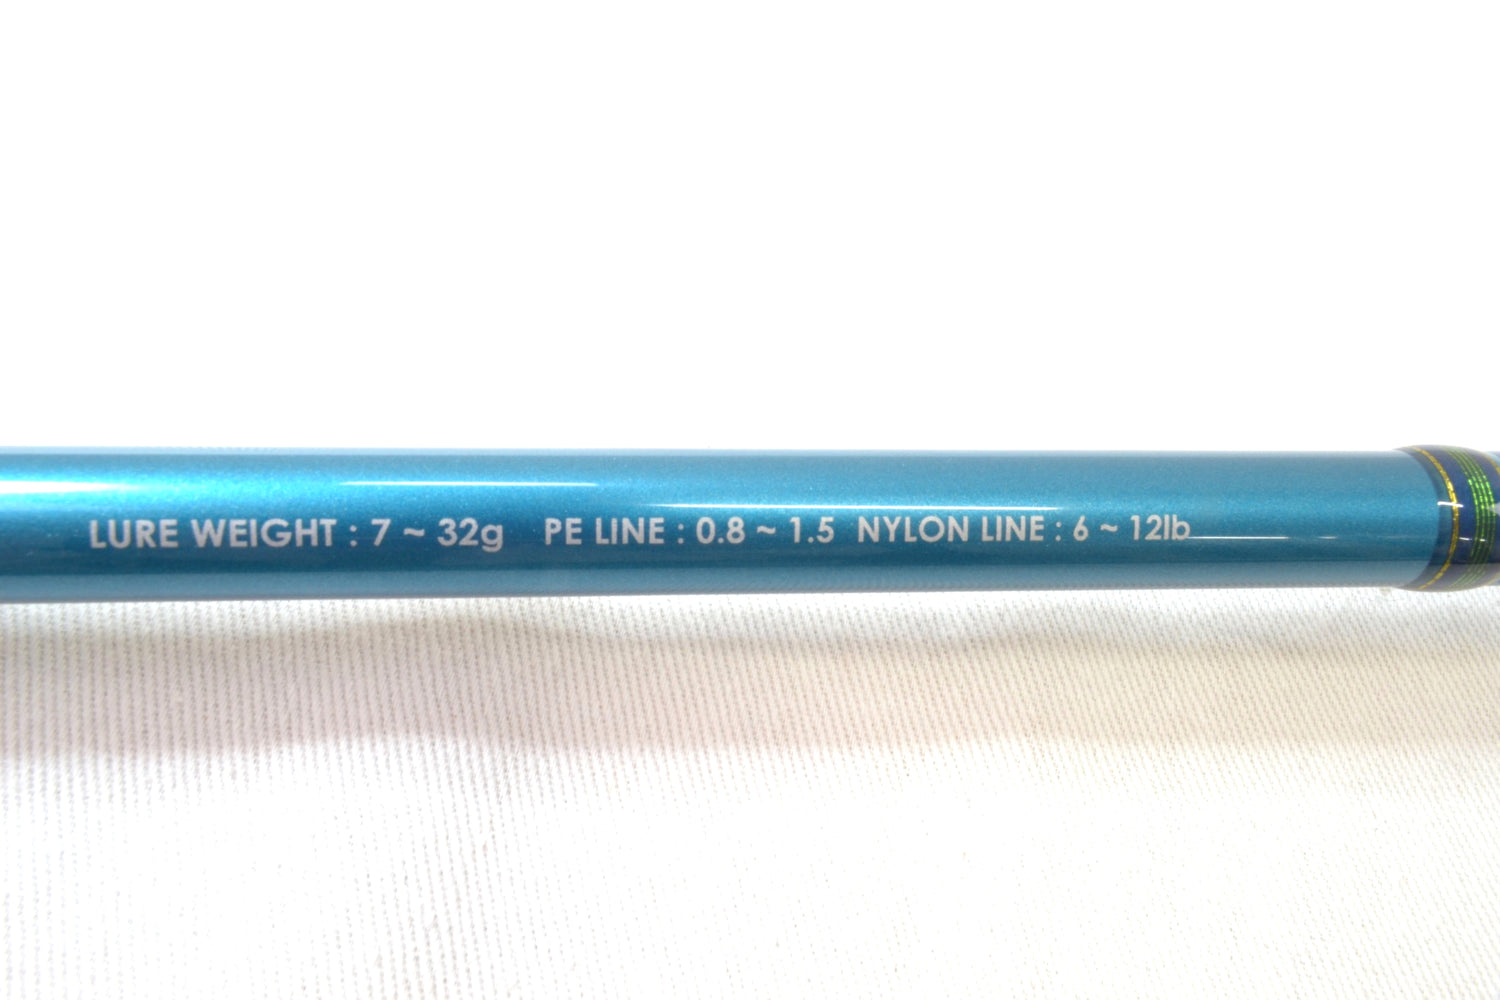 LURE WEIGHT : 7 ~ 32g PE LINE : 0.8 ~ 1.5 NYLON LINE : 6 ~ 12lb